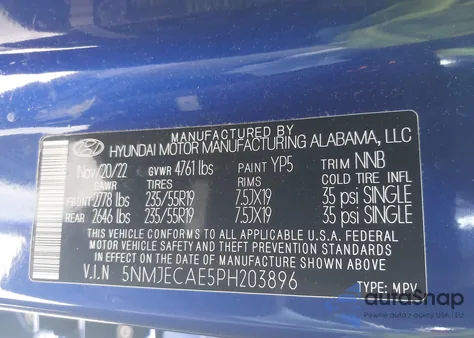 MANUFACTURED BY
HYUNDAI MOTOR MANUFACTURING ALABAMA, LLC
Nov/20/22 GVWR 4761 lbs PAINT YP5 TRIM NNB
GAWR TIRES RIMS COLD TIRE INFL
FRONT 2778 lbs 235/55R19 7.5JX19 35 psi SINGLE
REAR 2646 lbs 235/55R19 7.5JX19 35 psi SINGLE
THIS VEHICLE CONFORMS TO ALL APPLICABLE U.S.A. FEDERAL
MOTOR VEHICLE SAFETY AND THEFT PREVENTION STANDARDS
IN EFFECT ON THE DATE OF MANUFACTURE SHOWN ABOVE.
V.I.N 5NMJECAE5PH203896
TYPE: M.P.V
autoSnap